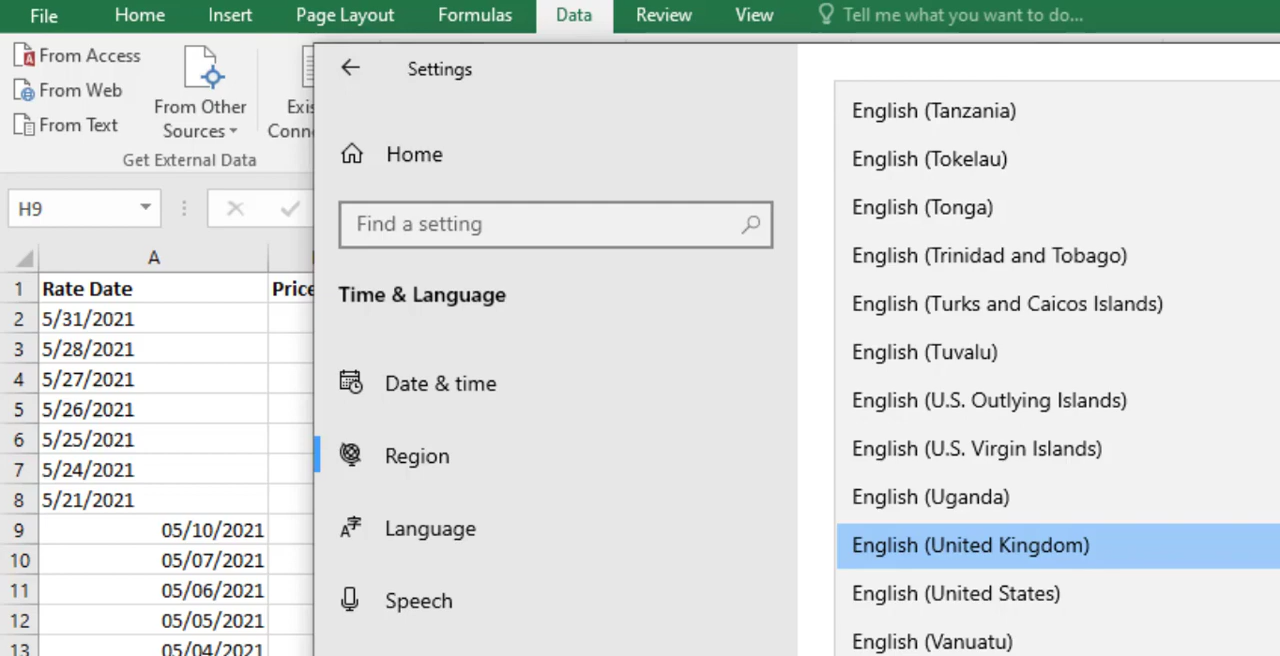 File Home Insert Page Layout Formulas Data Review View Tell me what you want to do...
From Access
From Web
From Text
From Other
Sources
Exis
Conn
Get External Data
H9
A
1 Rate Date Price
2 5/31/2021
3 5/28/2021
4 5/27/2021
5 5/26/2021
6 5/25/2021
7 5/24/2021
8 5/21/2021
9 05/10/2021
10 05/07/2021
11 05/06/2021
12 05/05/2021
13 05/04/2021
Settings
Home
Find a setting
Time & Language
Date & time
Region
Language
Speech
English (Tanzania)
English (Tokelau)
English (Tonga)
English (Trinidad and Tobago)
English (Turks and Caicos Islands)
English (Tuvalu)
English (U.S. Outlying Islands)
English (U.S. Virgin Islands)
English (Uganda)
English (United Kingdom)
English (United States)
English (Vanuatu)